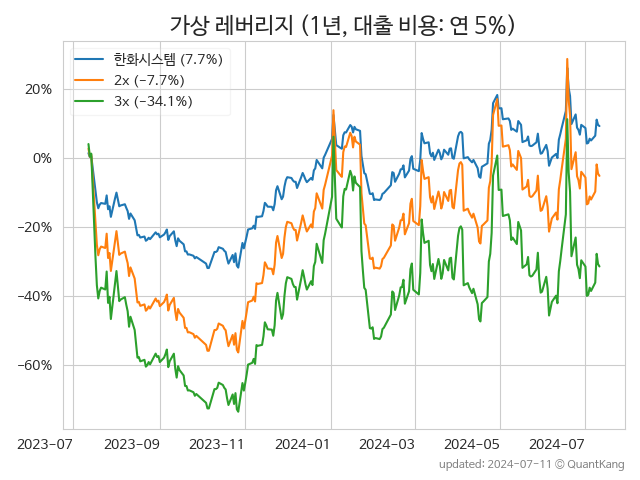 가상 레버리지 (1년, 대출 비용: 연 5%)
한화시스템 (7.7%)
2x (−7.7%)
3x (−34.1%)
20%
0%
−20%
−40%
−60%
2023-07 2023-09 2023-11 2024-01 2024-03 2024-05 2024-07
updated: 2024-07-11 © QuantKang